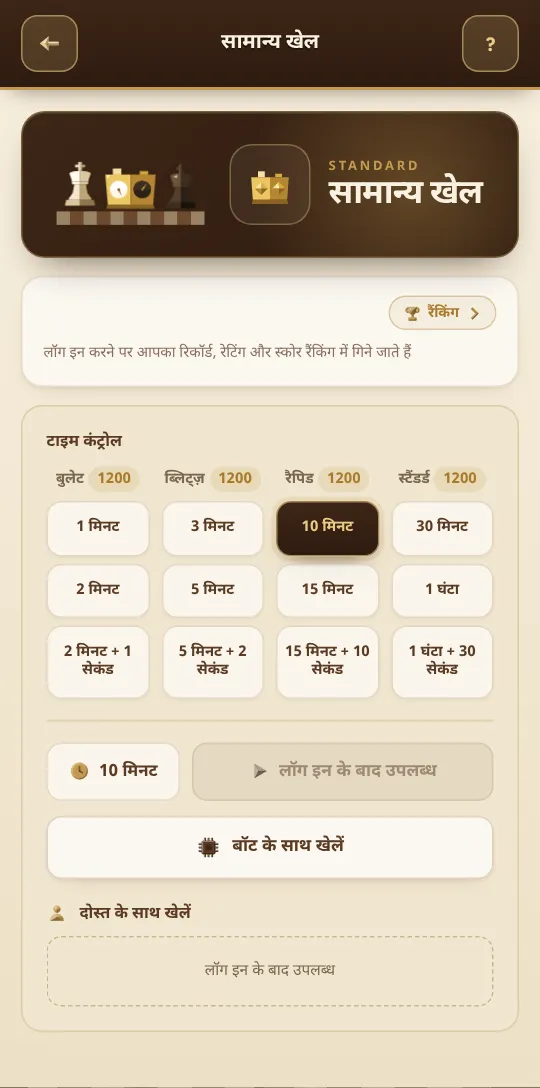 सामान्य खेल
?
STANDARD
सामान्य खेल
रैंकिंग
लॉग इन करने पर आपका रिकॉर्ड, रेटिंग और स्कोर रैंकिंग में गिने जाते हैं
टाइम कंट्रोल
बुलेट 1200 ब्लिट्ज़ 1200 रैपिड 1200 स्टैंडर्ड 1200
1 मिनट 3 मिनट 10 मिनट 30 मिनट
2 मिनट 5 मिनट 15 मिनट 1 घंटा
2 मिनट + 1 5 मिनट + 2 15 मिनट + 10 1 घंटा + 30
सेकंड सेकंड सेकंड सेकंड
10 मिनट लॉग इन के बाद उपलब्ध
बॉट के साथ खेलें
दोस्त के साथ खेलें
लॉग इन के बाद उपलब्ध